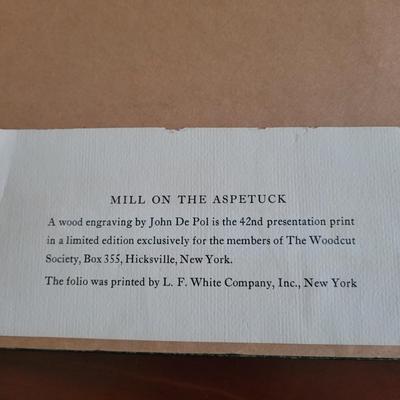 MILL ON THE ASPETUCK
A wood engraving by John De Pol is the 42nd presentation print
in a limited edition exclusively for the members of The Woodcut
Society, Box 355, Hicksville, New York.
The folio was printed by L. F. White Company, Inc., New York